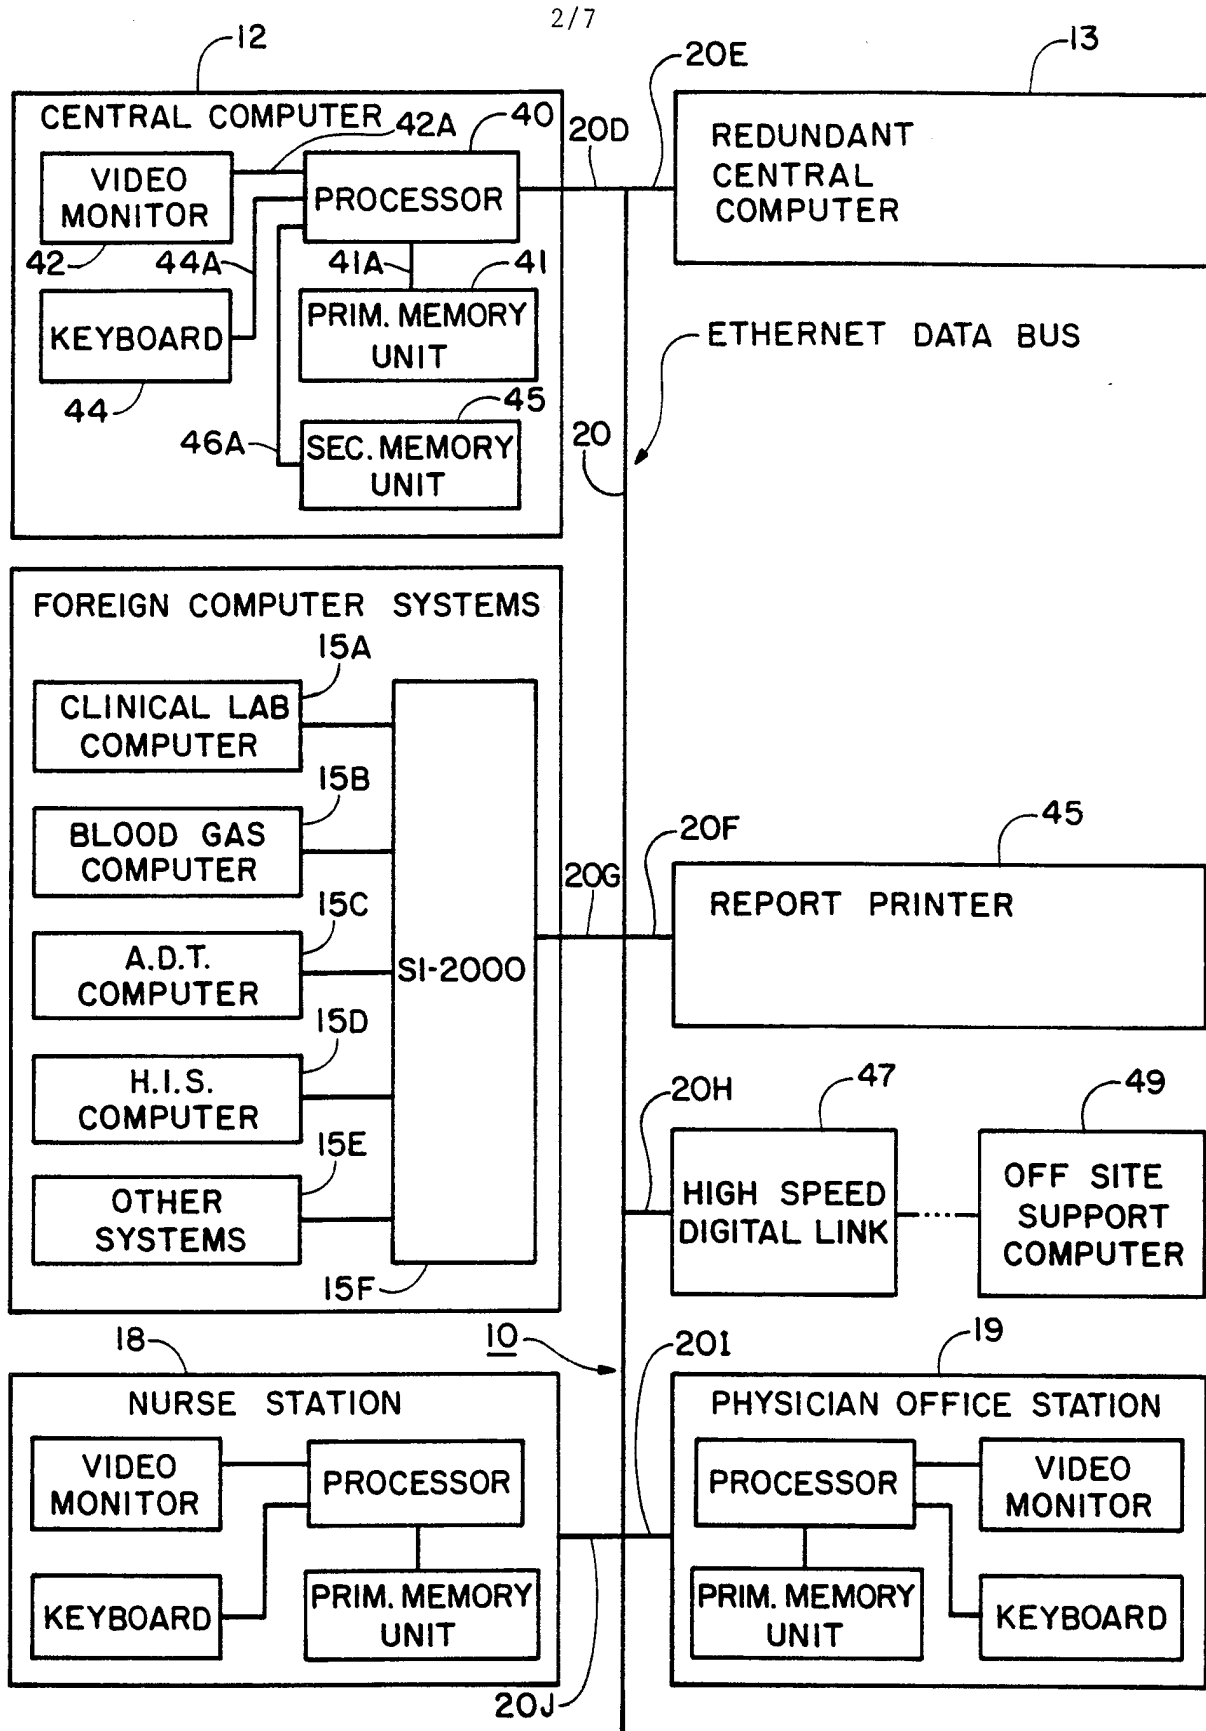 2/7
12
CENTRAL COMPUTER
42A
40
VIDEO
MONITOR
PROCESSOR
42
44A
41A
41
KEYBOARD
PRIM. MEMORY
UNIT
44
46A
45
SEC. MEMORY
UNIT
20D
20E
13
REDUNDANT
CENTRAL
COMPUTER
ETHERNET DATA BUS
20
FOREIGN COMPUTER SYSTEMS
15A
CLINICAL LAB
COMPUTER
15B
BLOOD GAS
COMPUTER
15C
A.D.T.
COMPUTER
15D
H.I.S.
COMPUTER
15E
OTHER
SYSTEMS
SI-2000
15F
20G
20F
45
REPORT PRINTER
20H
47
HIGH SPEED
DIGITAL LINK
49
OFF SITE
SUPPORT
COMPUTER
18
10
20I
19
NURSE STATION
VIDEO
MONITOR
PROCESSOR
KEYBOARD
PRIM. MEMORY
UNIT
20J
PHYSICIAN OFFICE STATION
PROCESSOR
VIDEO
MONITOR
PRIM. MEMORY
UNIT
KEYBOARD